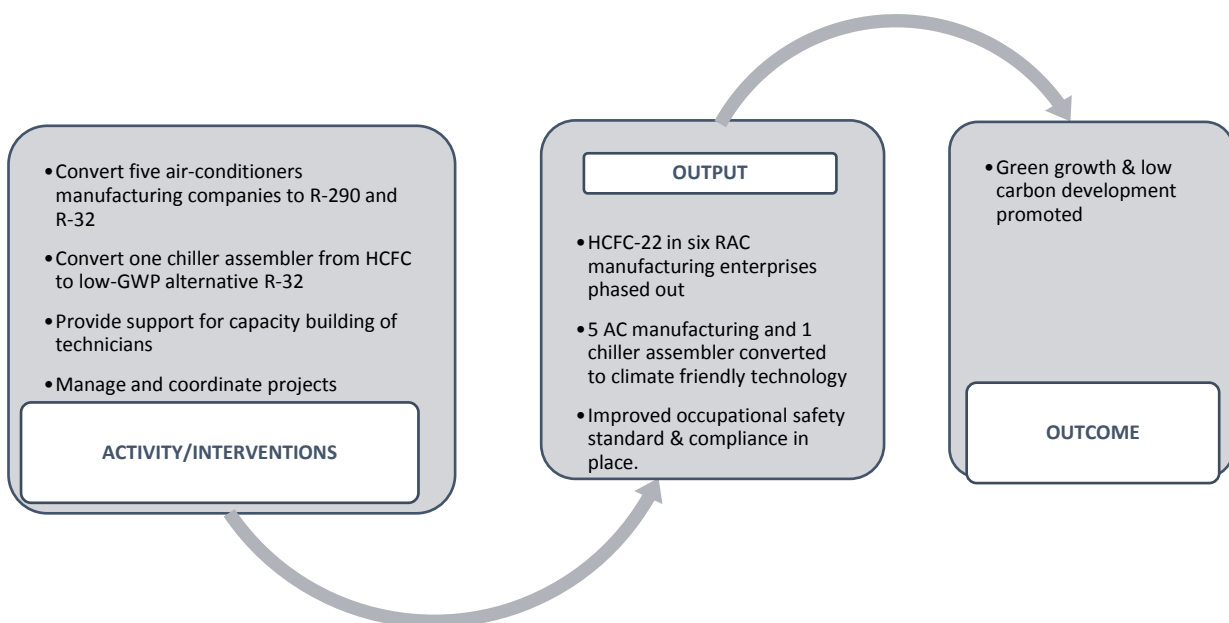 •Convert five air-conditioners
manufacturing companies to R-290 and
R-32
•Convert one chiller assembler from HCFC
to low-GWP alternative R-32
•Provide support for capacity building of
technicians
•Manage and coordinate projects
ACTIVITY/INTERVENTIONS
OUTPUT
•HCFC-22 in six RAC
manufacturing enterprises
phased out
•5 AC manufacturing and 1
chiller assembler converted
to climate friendly technology
•Improved occupational safety
standard & compliance in
place.
•Green growth & low
carbon development
promoted
OUTCOME